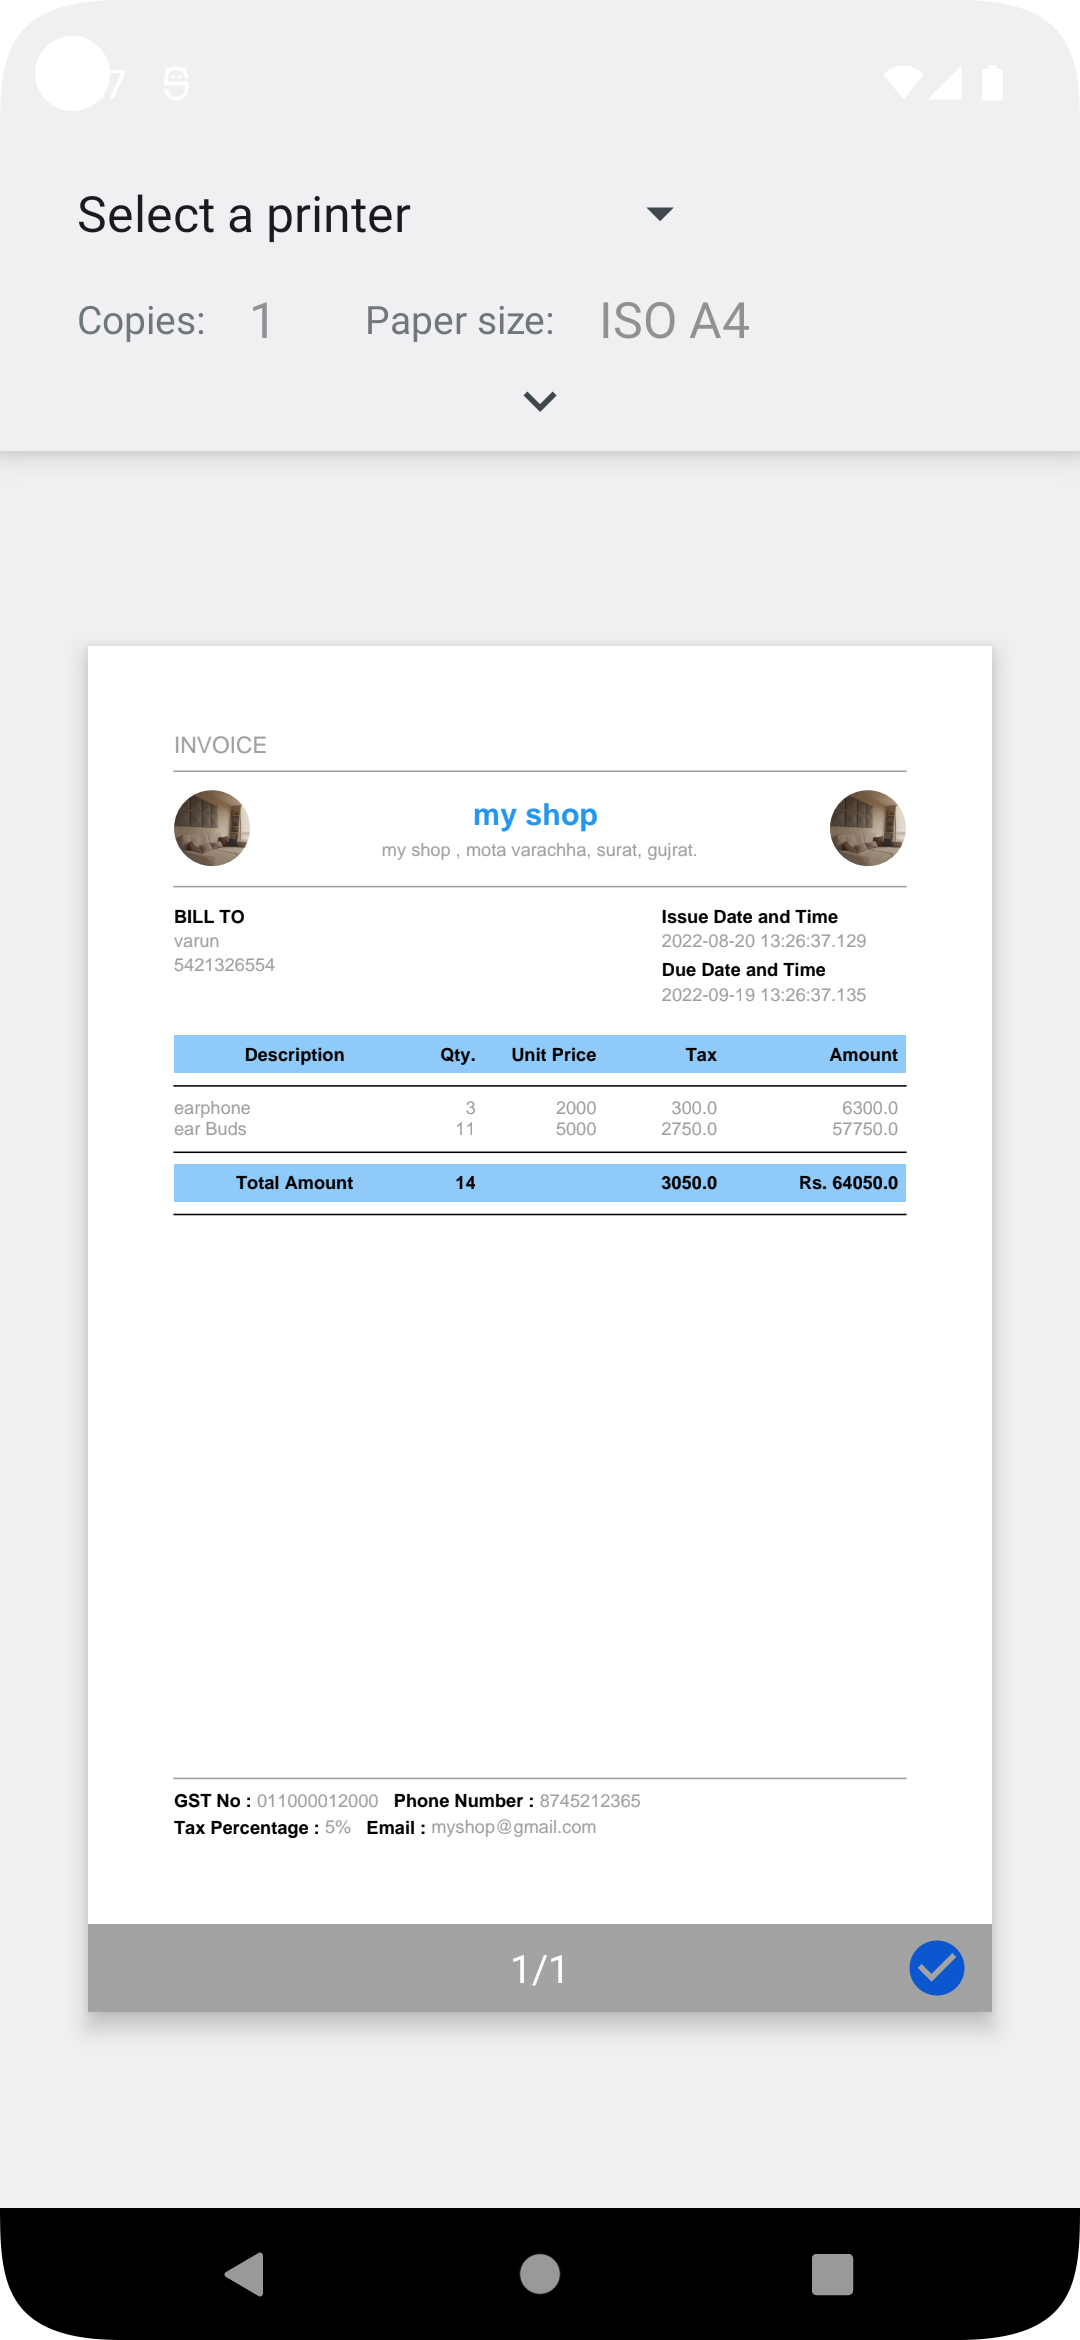 7
Select a printer
Copies: 1 Paper size: ISO A4
INVOICE
my shop
my shop , mota varachha, surat, gujrat.
BILL TO
varun
5421326554
Issue Date and Time
2022-08-20 13:26:37.129
Due Date and Time
2022-09-19 13:26:37.135
Description Qty. Unit Price Tax Amount
earphone 3 2000 300.0 6300.0
ear Buds 11 5000 2750.0 57750.0
Total Amount 14 3050.0 Rs. 64050.0
GST No : 011000012000 Phone Number : 8745212365
Tax Percentage : 5% Email : myshop@gmail.com
1/1